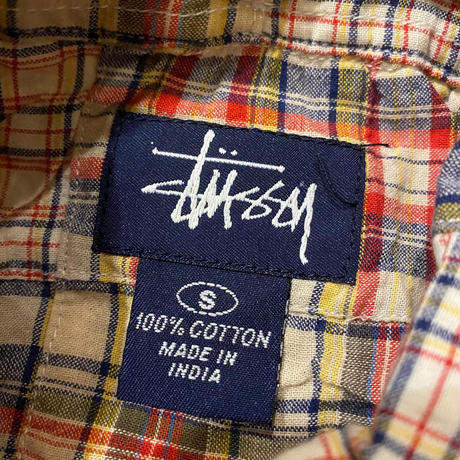 Stüssy
S
100% COTTON
MADE IN
INDIA